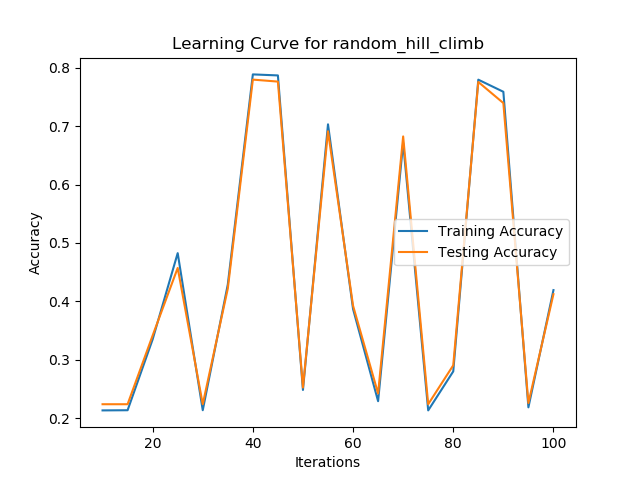 Learning Curve for random_hill_climb
0.8
0.7
0.6
0.5
0.4
0.3
0.2
Accuracy
Training Accuracy
Testing Accuracy
20
40
60
80
100
Iterations